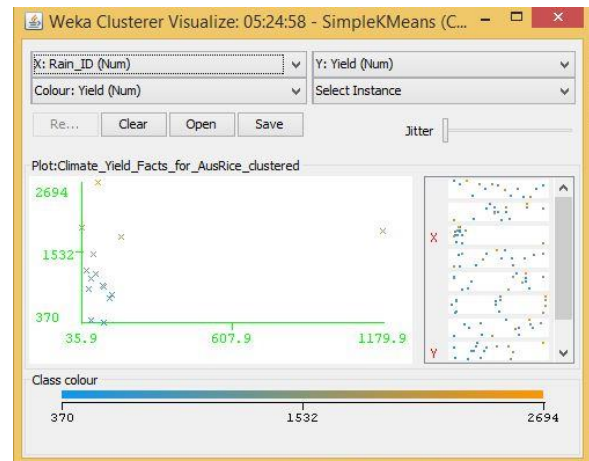 Weka Clusterer Visualize: 05:24:58 - SimpleKMeans (C...
X: Rain_ID (Num) Y: Yield (Num)
Colour: Yield (Num) Select Instance
Re... Clear Open Save Jitter
Plot:Climate_Yield_Facts_for_AusRice_clustered
2694
1532
370
35.9 607.9 1179.9
X
Y
Class colour
370 1532 2694